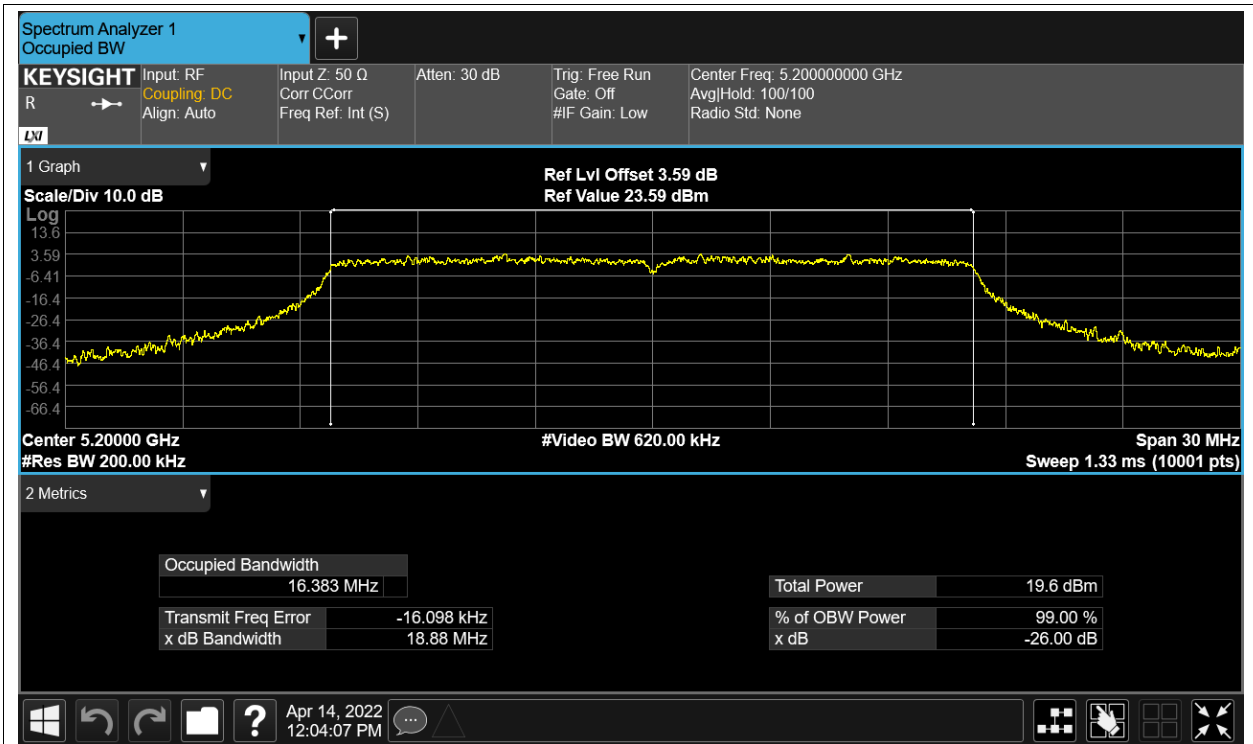 Spectrum Analyzer 1
Occupied BW
KEYSIGHT
R
LXI
Input: RF
Coupling: DC
Align: Auto
Input Z: 50 Ω
Corr CCorr
Freq Ref: Int (S)
Atten: 30 dB
Trig: Free Run
Gate: Off
#IF Gain: Low
Center Freq: 5.200000000 GHz
Avg|Hold: 100/100
Radio Std: None
1 Graph
Scale/Div 10.0 dB
Ref Lvl Offset 3.59 dB
Ref Value 23.59 dBm
Log
13.6
3.59
-6.41
-16.4
-26.4
-36.4
-46.4
-56.4
-66.4
Center 5.20000 GHz
#Res BW 200.00 kHz
#Video BW 620.00 kHz
Span 30 MHz
Sweep 1.33 ms (10001 pts)
2 Metrics
Occupied Bandwidth
16.383 MHz
Transmit Freq Error -16.098 kHz
x dB Bandwidth 18.88 MHz
Total Power 19.6 dBm
% of OBW Power 99.00 %
x dB -26.00 dB
?
Apr 14, 2022
12:04:07 PM